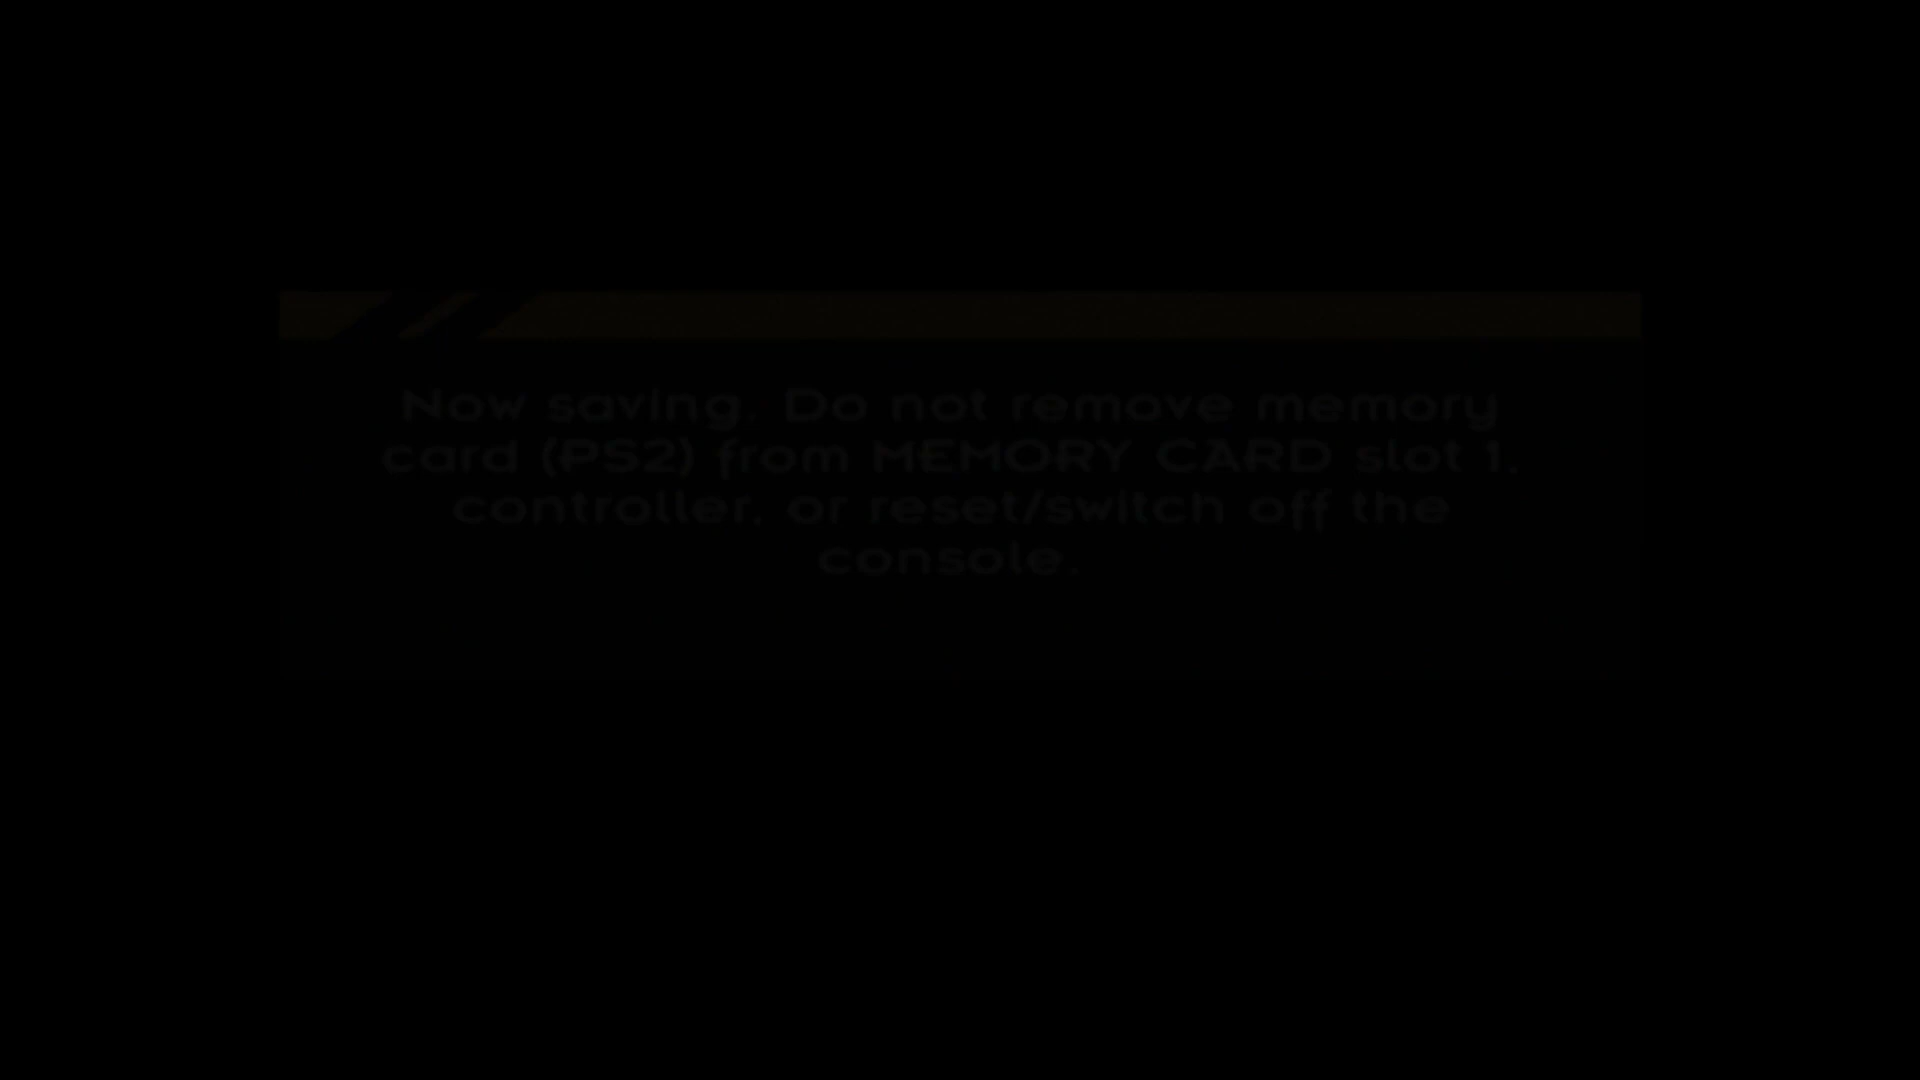 Now saving. Do not remove memory
card (PS2) from MEMORY CARD slot 1,
controller, or reset/switch off the
console.